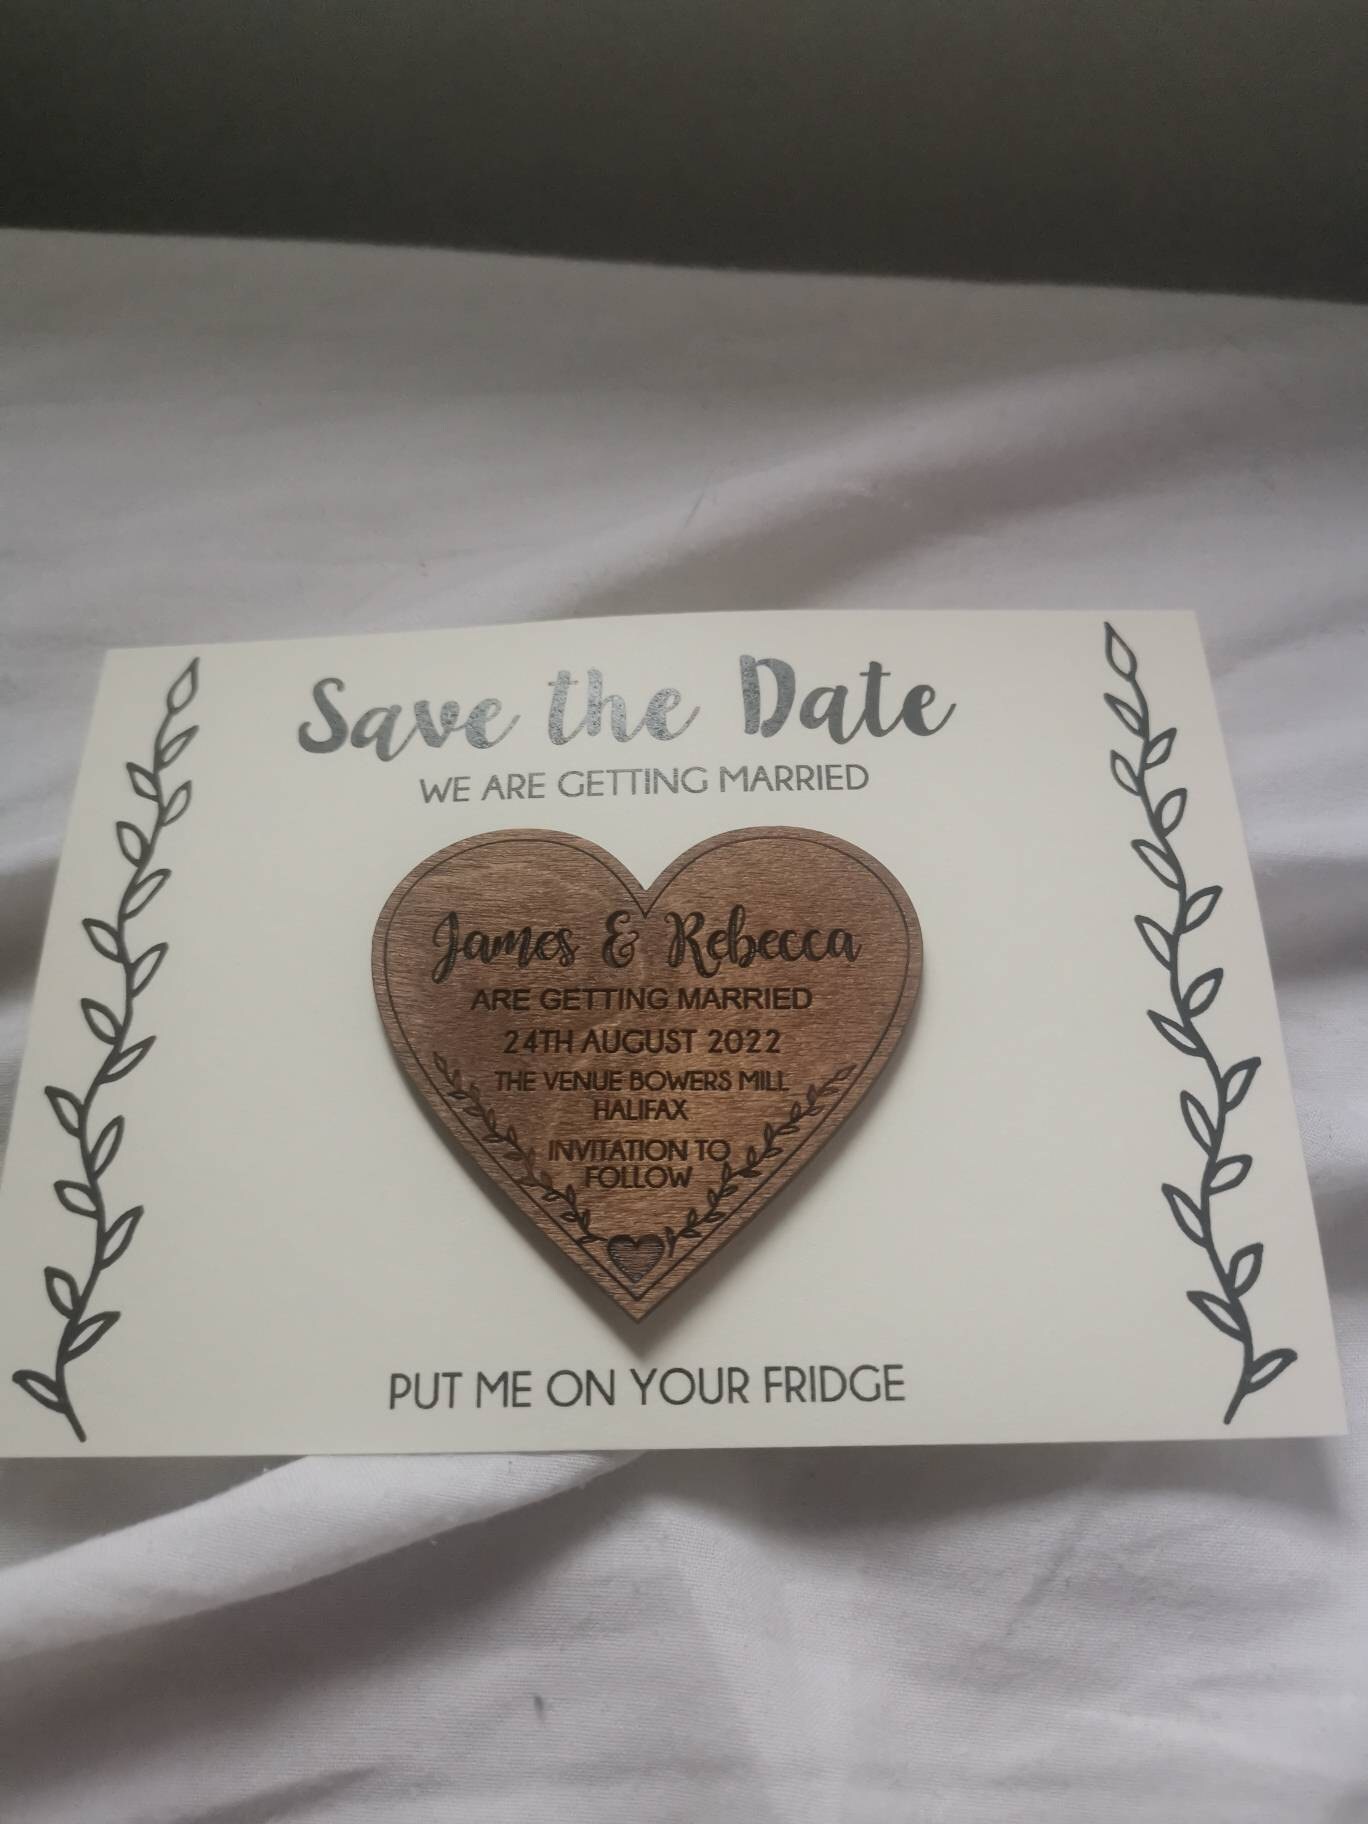 Save the Date
WE ARE GETTING MARRIED
James & Rebecca
ARE GETTING MARRIED
24TH AUGUST 2022
THE VENUE BOWERS MILL
HALIFAX
INVITATION TO
FOLLOW
PUT ME ON YOUR FRIDGE